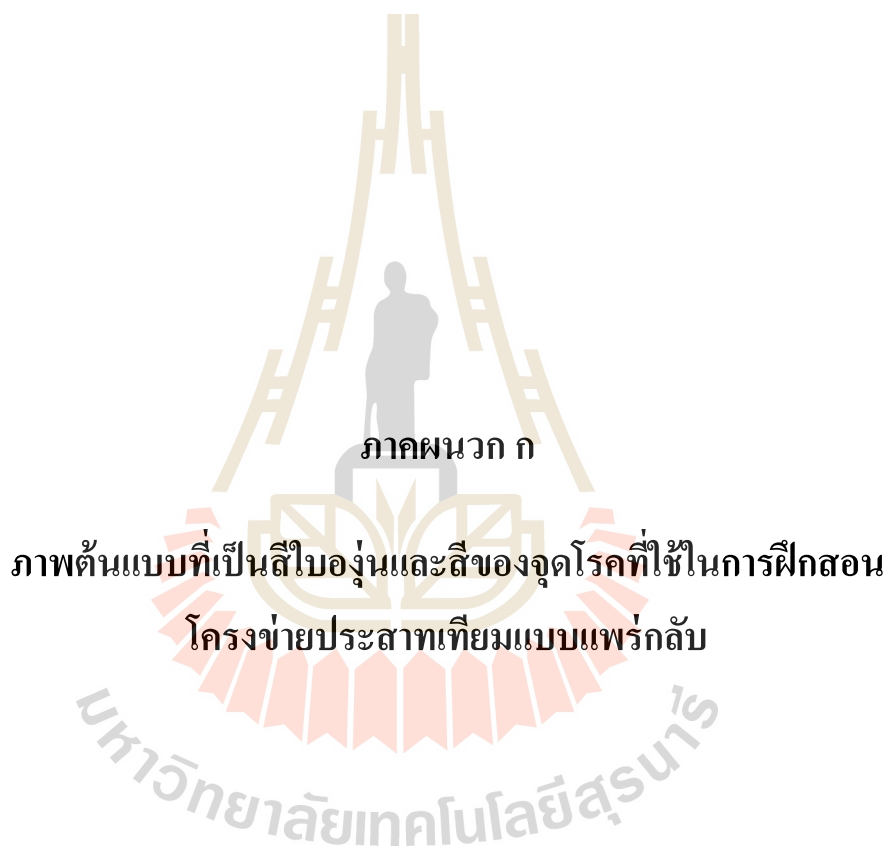 ภาคผนวก ก
ภาพต้นแบบที่เป็นสีใบองุ่นและสีของจุดโรคที่ใช้ในการฝึกสอน
โครงข่ายประสาทเทียมแบบแพร่กลับ
มหาวิทยาลัยเทคโนโลยีสุรนารี